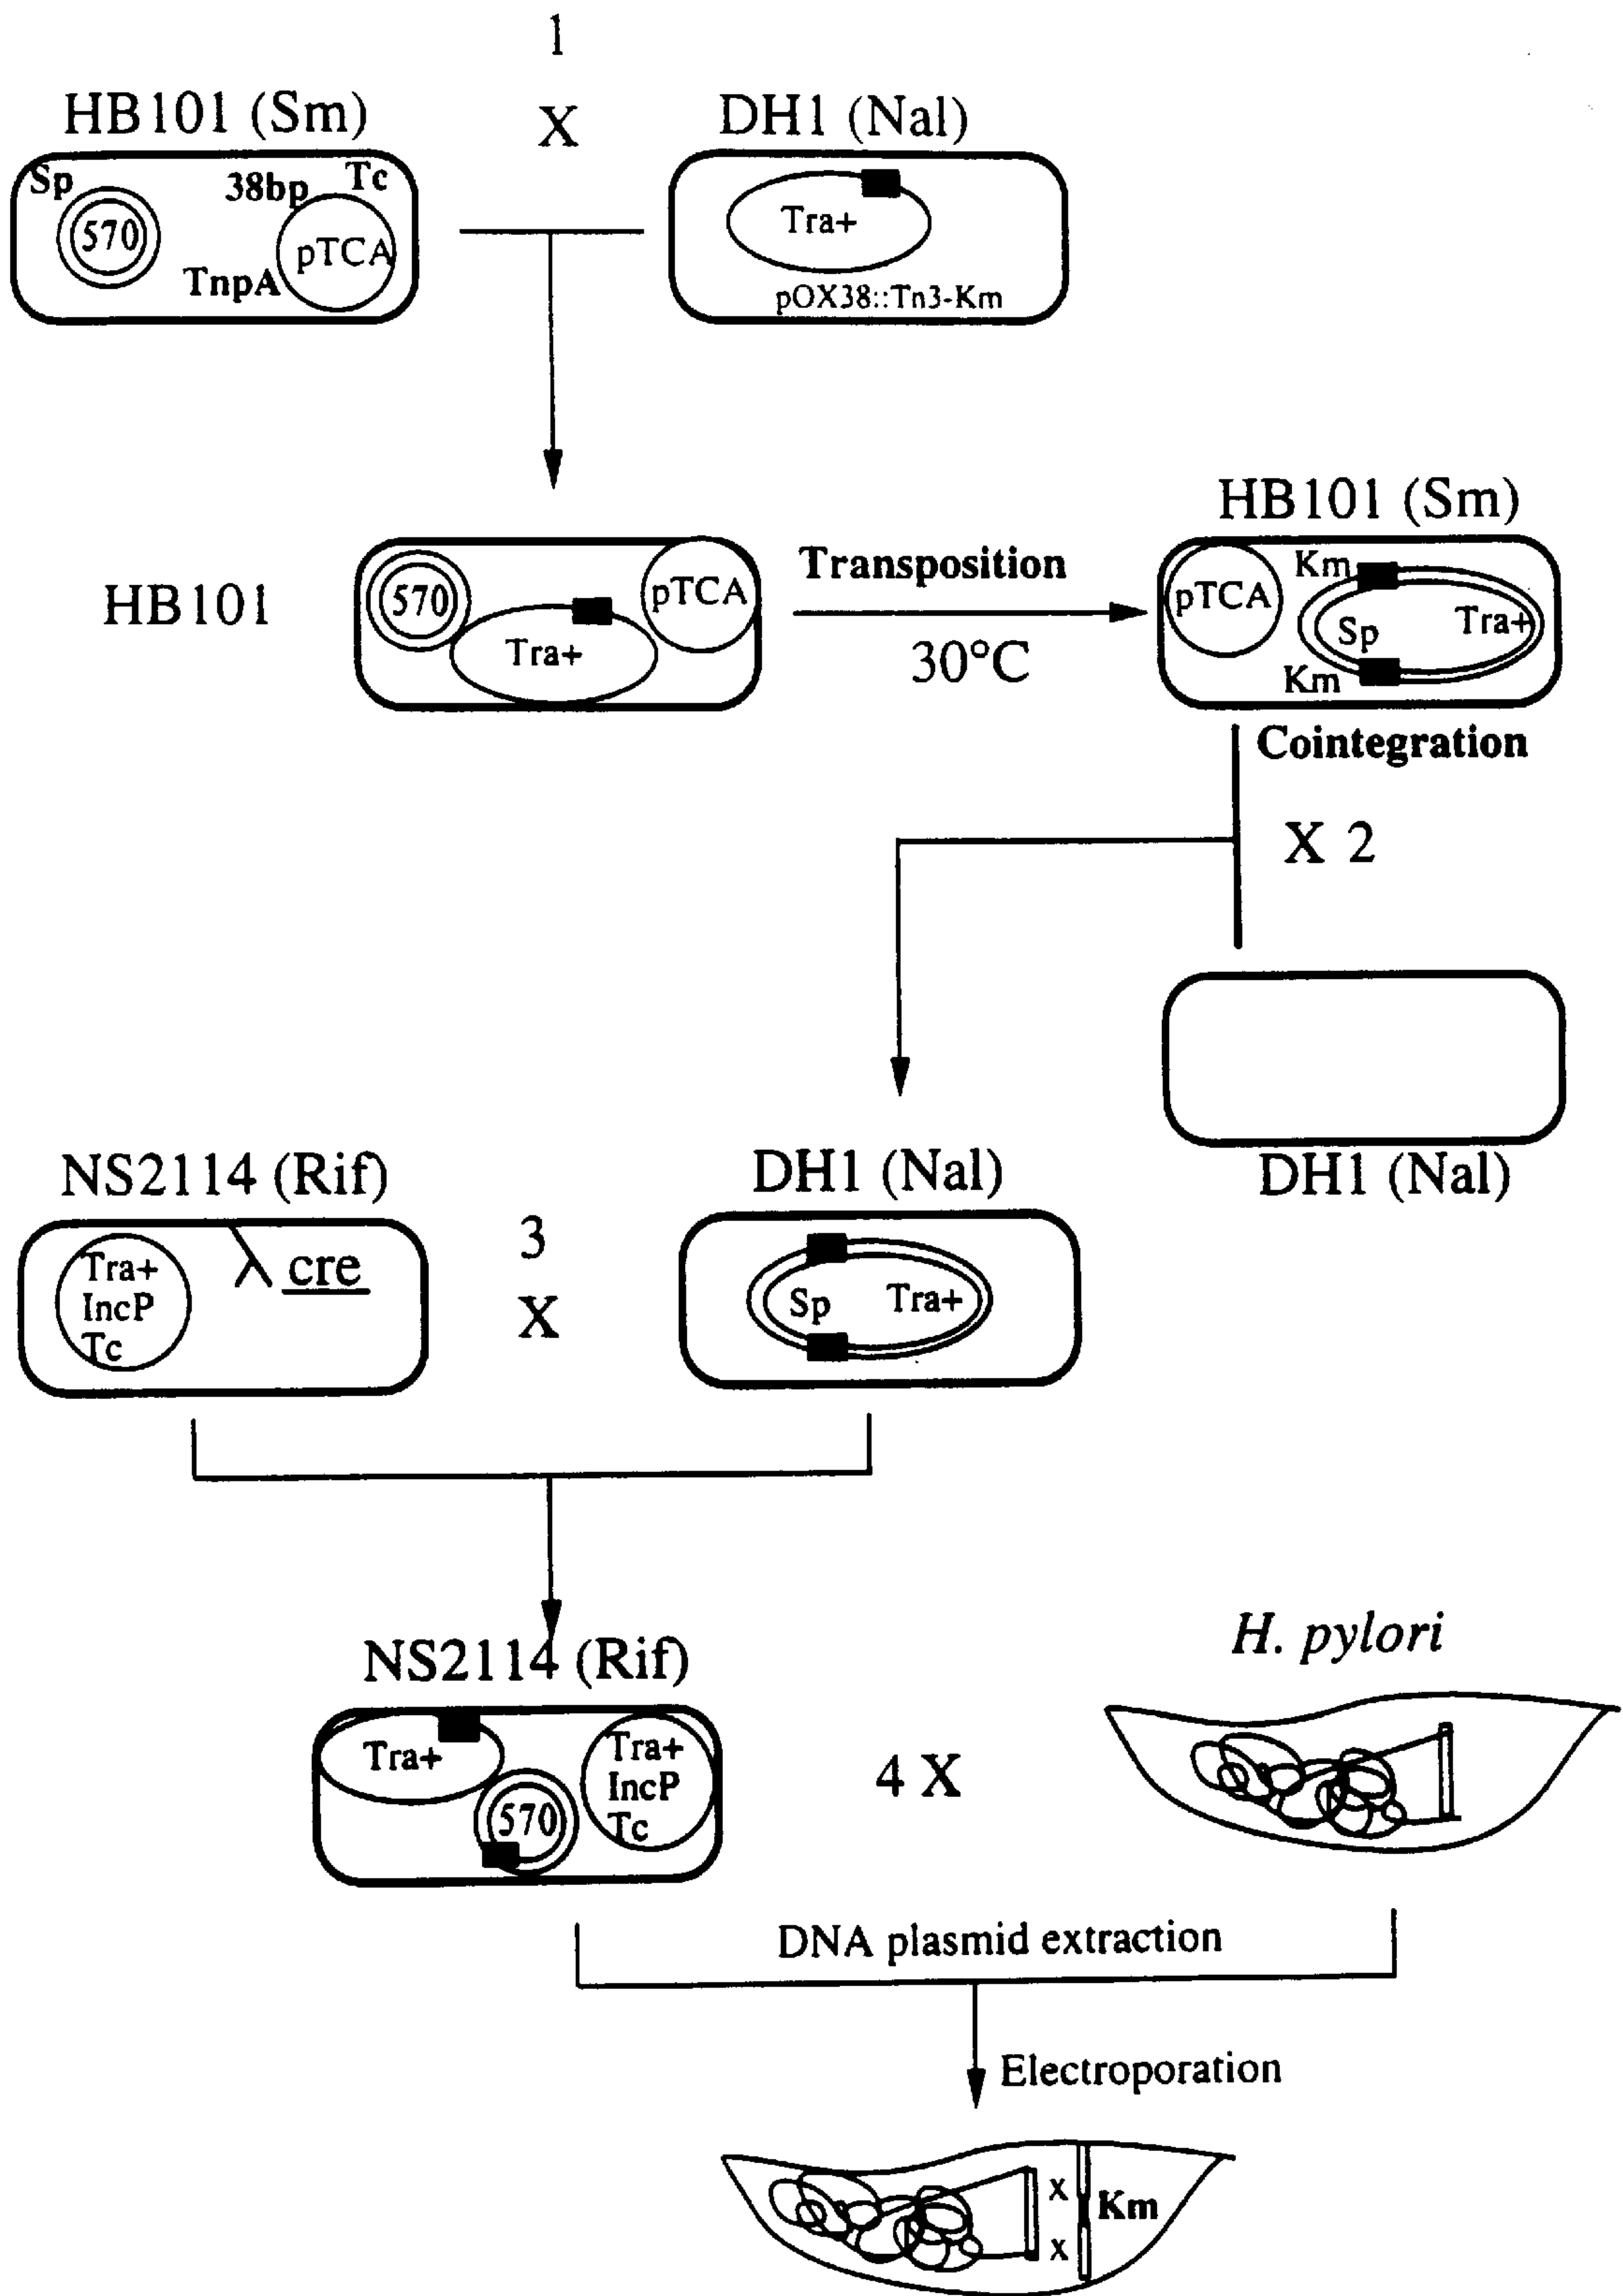 1
HB101 (Sm)
X
DH1 (Nal)
Sp
38bp
Tc
570
pTCA
TnpA
Tra+
pOX38::Tn3-Km
HB101
570
Tra+
pTCA
Transposition
30°C
HB101 (Sm)
pTCA
Km
Sp
Tra+
Km
Cointegration
X 2
DH1 (Nal)
NS2114 (Rif)
Tra+
IncP
Tc
λ cre
3
X
DH1 (Nal)
Sp
Tra+
NS2114 (Rif)
Tra+
570
Tra+
IncP
Tc
4 X
H. pylori
DNA plasmid extraction
Electroporation
X
Km
X